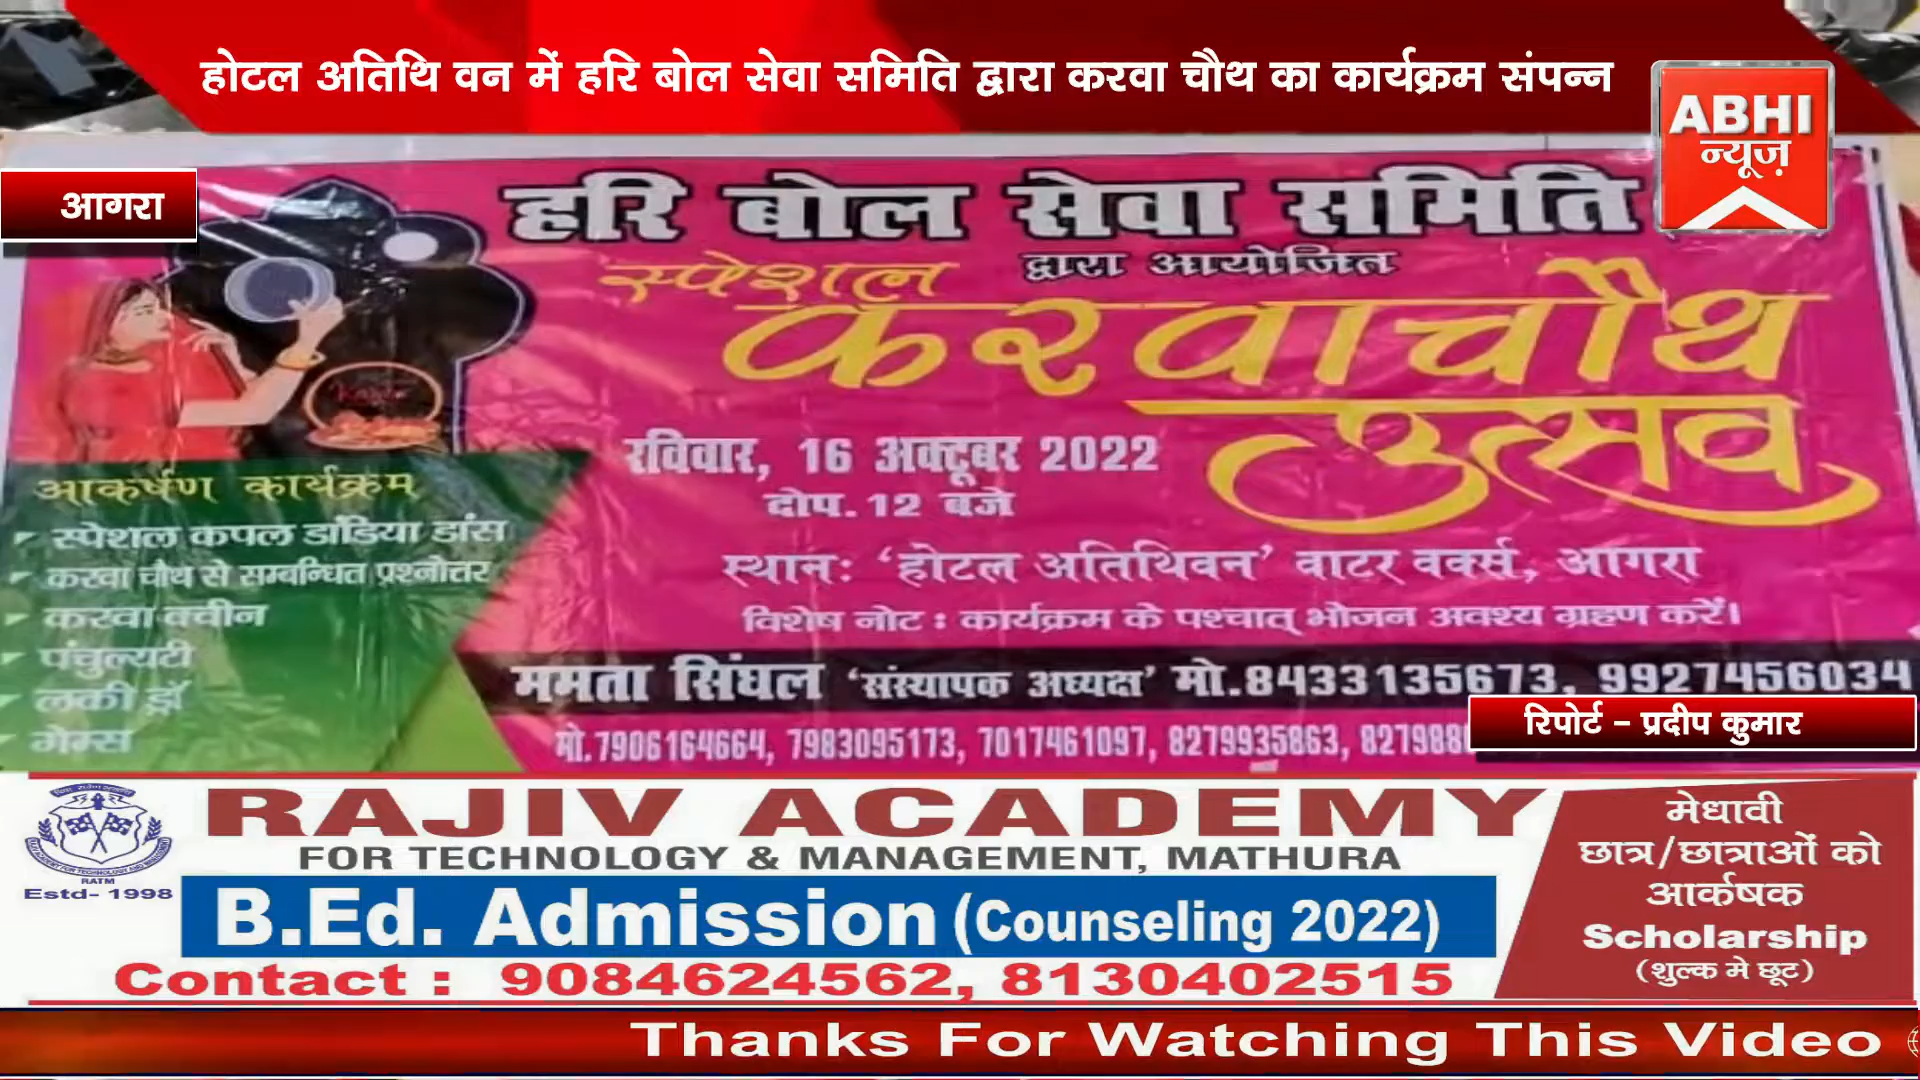 होटल अतिथि वन में हरि बोल सेवा समिति द्वारा करवा चौथ का कार्यक्रम संपन्न
ABHI
न्यूज़
आगरा
हरि बोल सेवा समिति
द्वारा आयोजित
स्पेशल
करवाचौथ
उत्सव
रविवार, 16 अक्टूबर 2022
दोप. 12 बजे
स्थान: ‘होटल अतिथिवन’ वाटर वर्क्स, आगरा
विशेष नोट : कार्यक्रम के पश्चात् भोजन अवश्य ग्रहण करें।
आकर्षण कार्यक्रम
स्पेशल कपल डांडिया डांस
करवा चौथ से सम्बन्धित प्रश्नोत्तर
करवा क्वीन
पंचुल्यटी
लकी ड्रॉ
गेम्स
ममता सिंघल ‘संस्थापक अध्यक्ष’ मो.8433135673, 9927456034
मो.7906164664, 7983095173, 7017461097, 8279935863, 827988
रिपोर्ट - प्रदीप कुमार
RATM
Estd- 1998
RAJIV ACADEMY
FOR TECHNOLOGY & MANAGEMENT, MATHURA
B.Ed. Admission (Counseling 2022)
Contact : 9084624562, 8130402515
मेधावी
छात्र/छात्राओं को
आर्कषक
Scholarship
(शुल्क मे छूट)
Thanks For Watching This Video